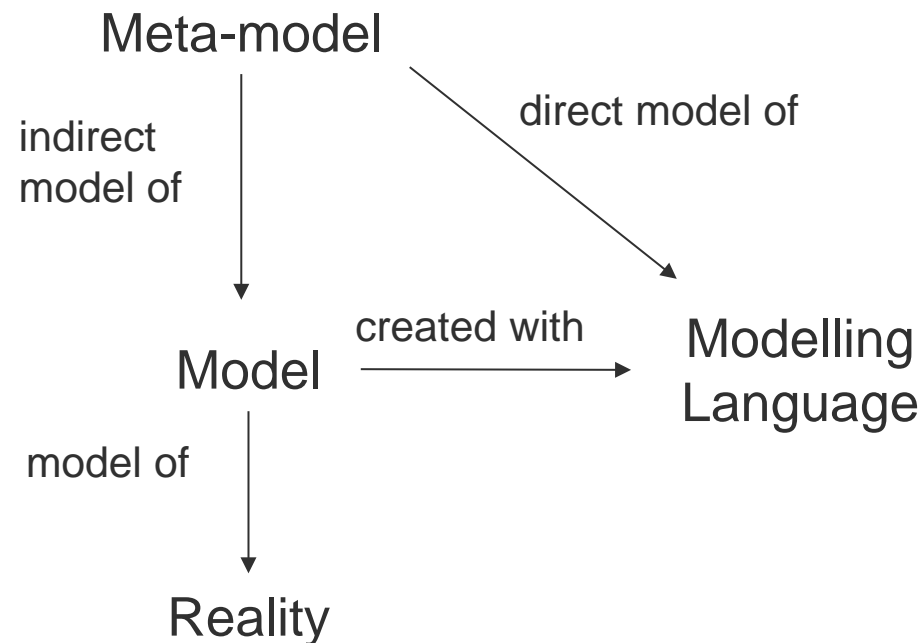 Meta-model
direct model of
indirect
model of
created with
Modelling
Language
Model
model of
Reality